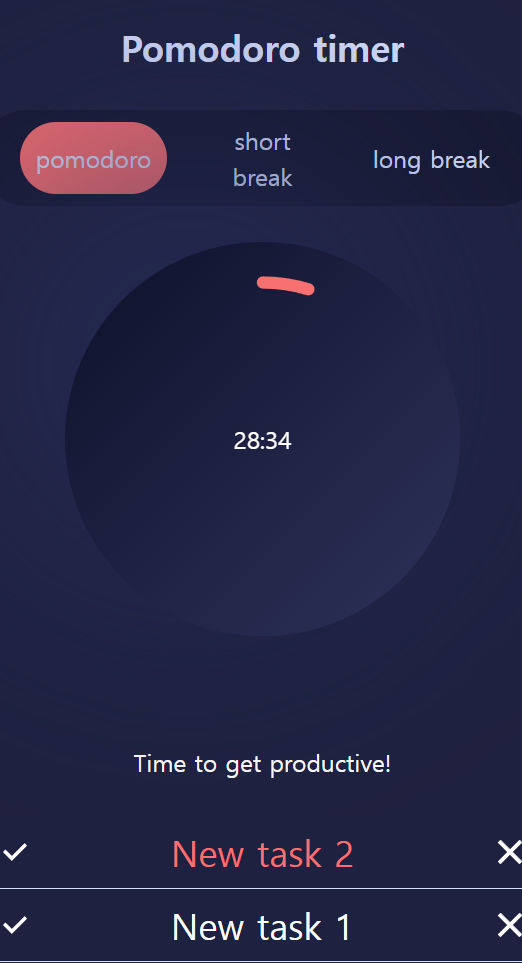 Pomodoro timer
pomodoro
short
break
long break
28:34
Time to get productive!
New task 2
New task 1